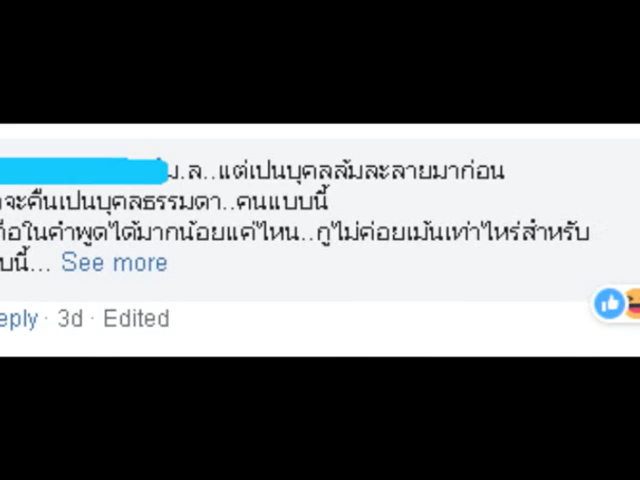 ม.ล..แต่เป็นบุคลล้มละลายมาก่อน
จะคืนเป็นบุคลธรรมดา..คนแบบนี้
ถือในคำพูดได้มากน้อยแค่ไหน..กูไม่ค่อยเม้นเท่าไหร่สำหรับ
บนี้... See more
eply · 3d · Edited